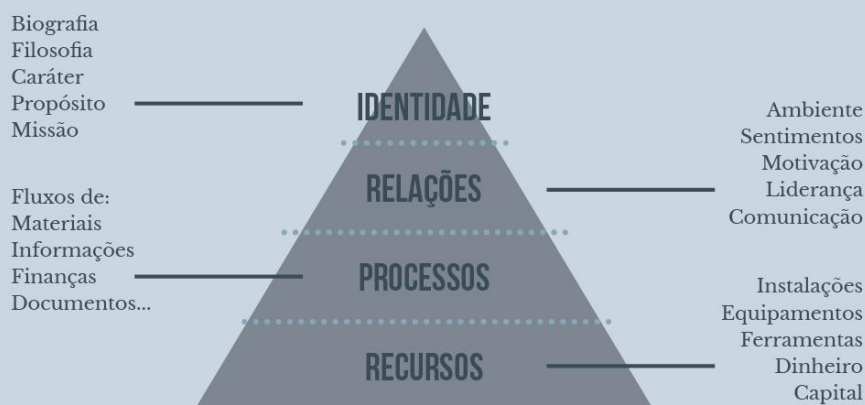 Biografia
Filosofia
Caráter
Propósito
Missão
IDENTIDADE
Ambiente
Sentimentos
Motivação
Liderança
Comunicação
RELAÇÕES
Fluxos de:
Materiais
Informações
Finanças
Documentos...
PROCESSOS
Instalações
Equipamentos
Ferramentas
Dinheiro
Capital
RECURSOS